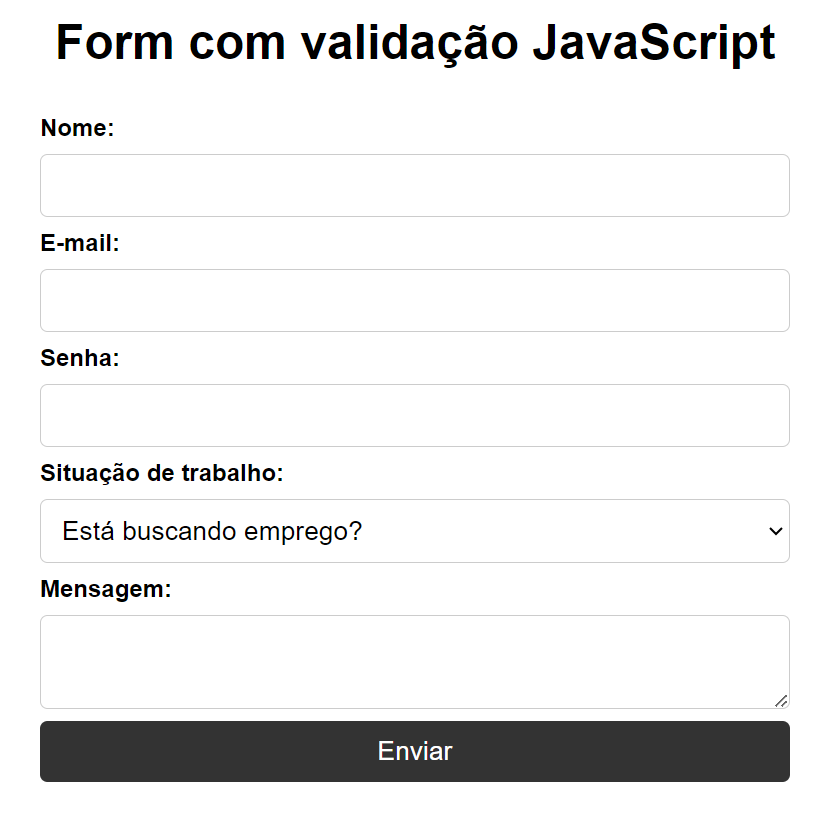 Form com validação JavaScript
Nome:
E-mail:
Senha:
Situação de trabalho:
Está buscando emprego?
Mensagem:
Enviar